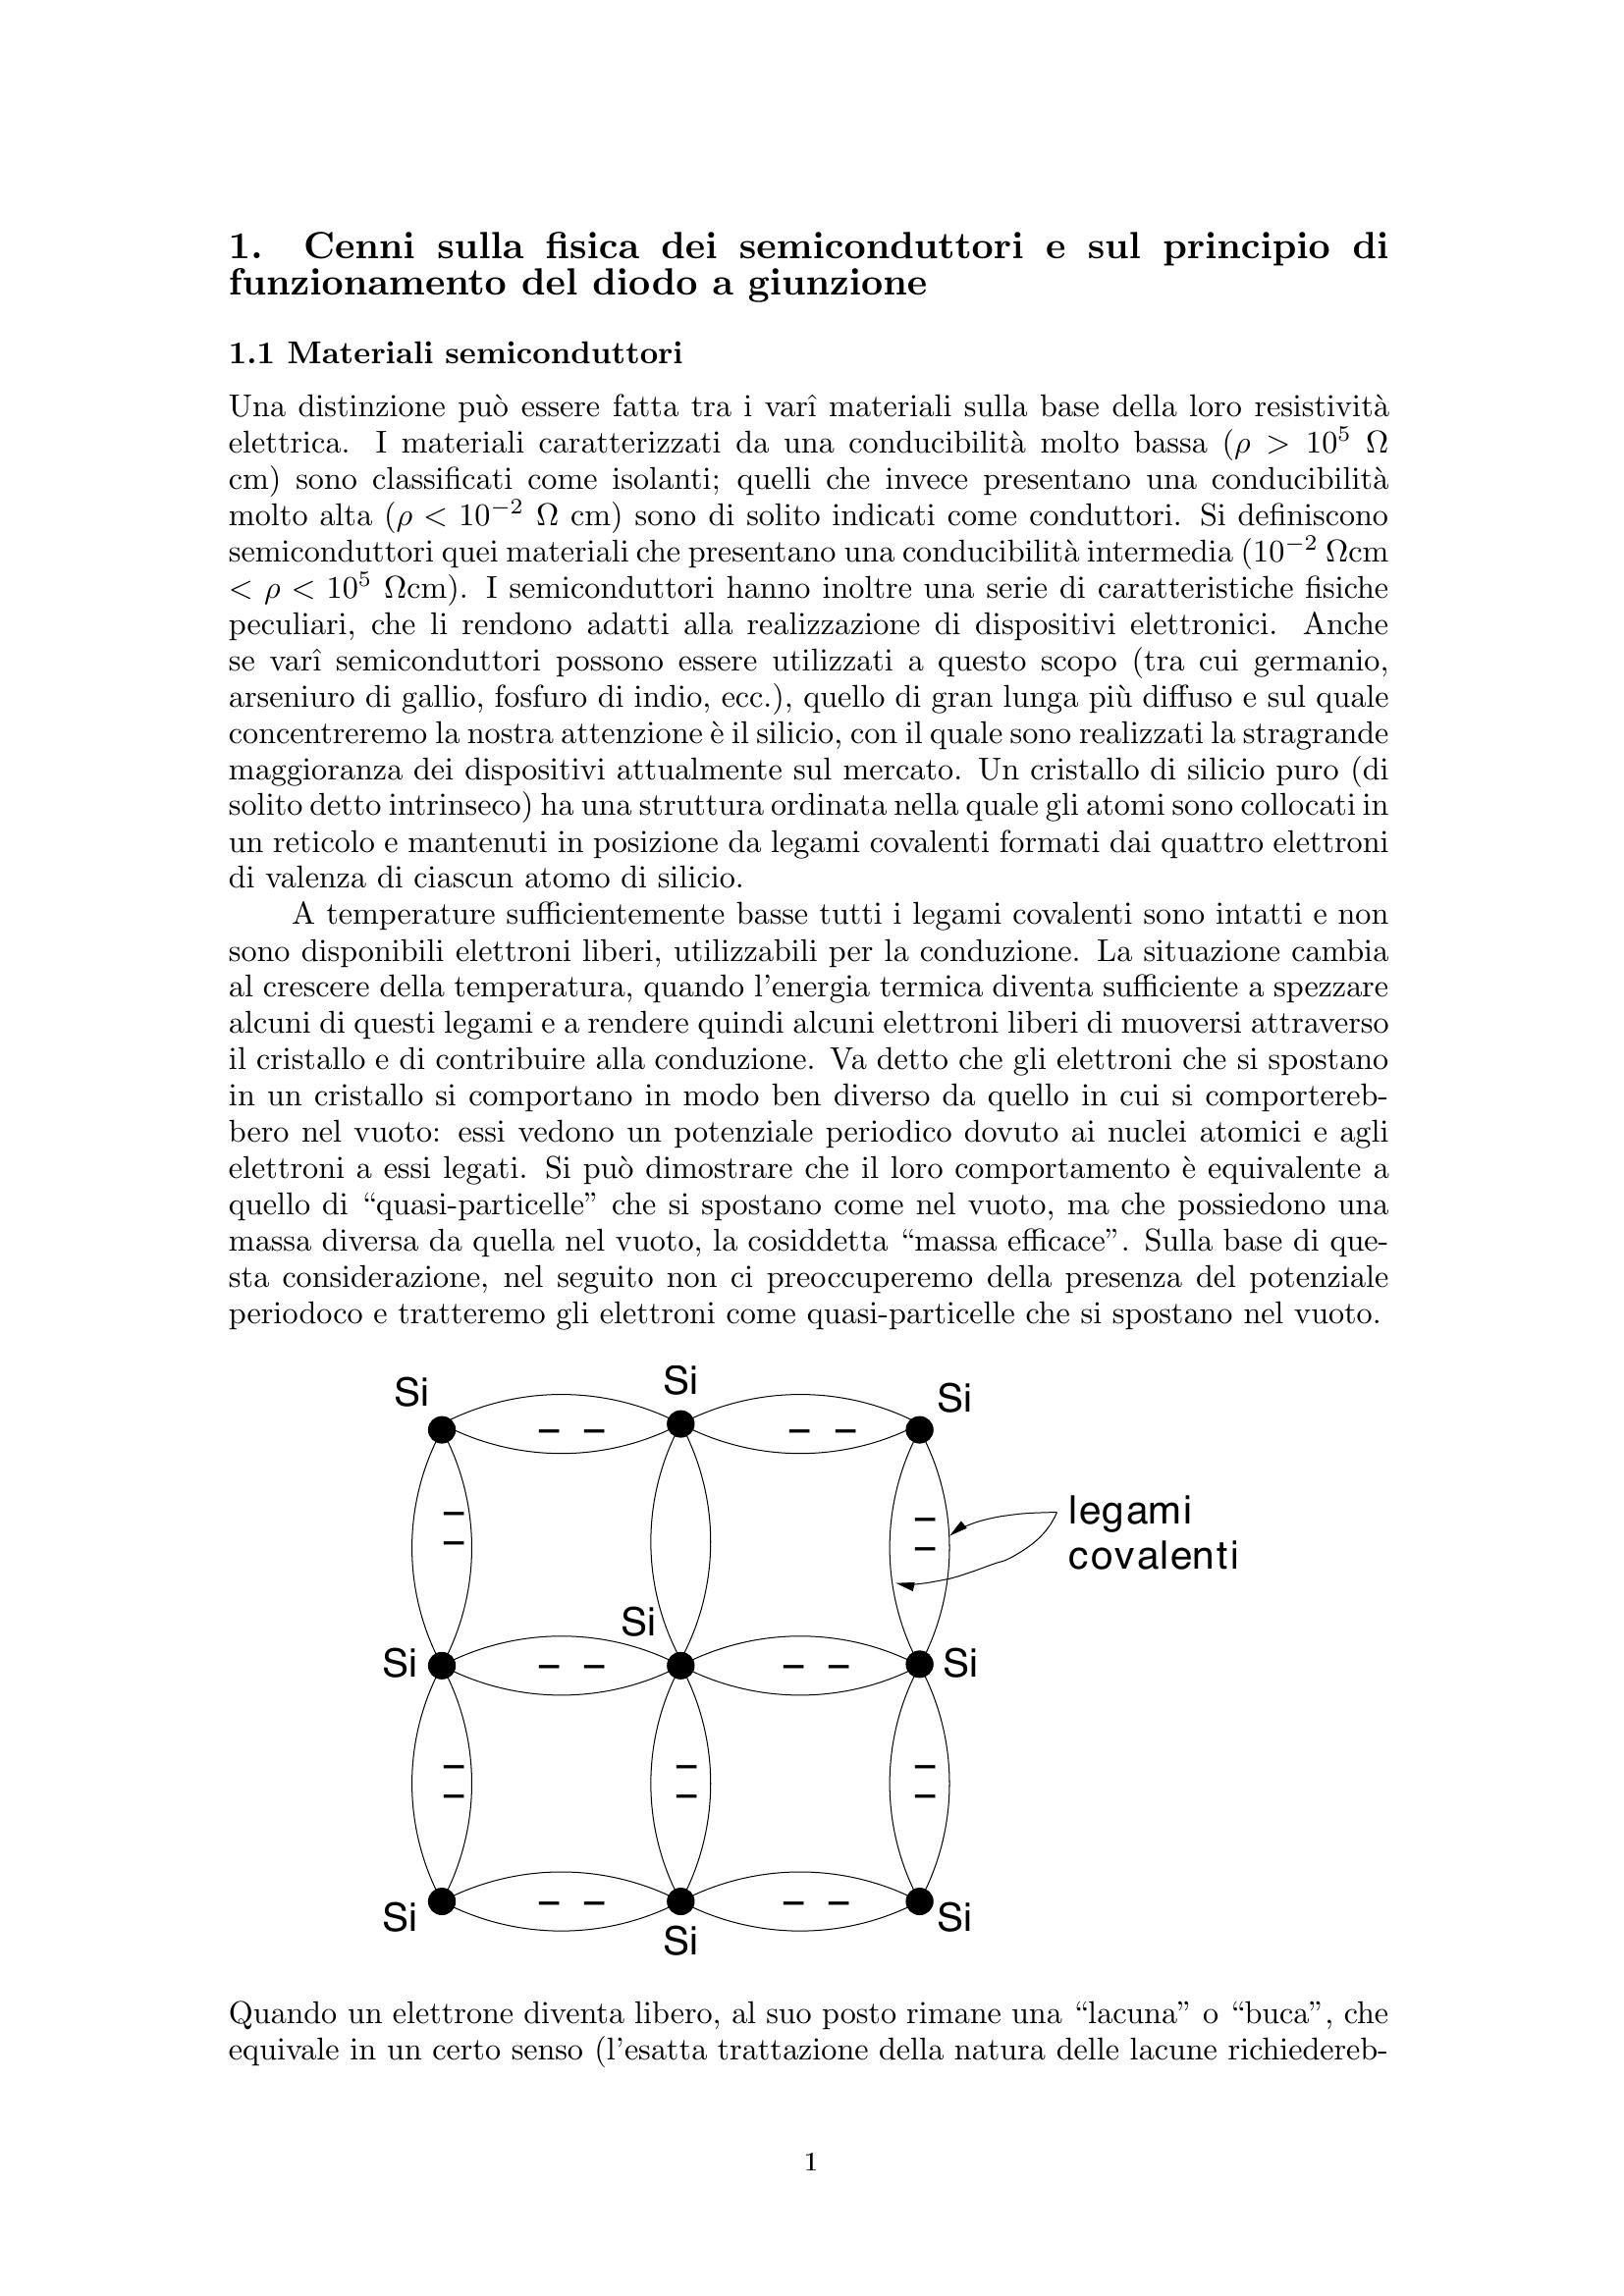 1. Cenni sulla fisica dei semiconduttori e sul principio di
funzionamento del diodo a giunzione
1.1 Materiali semiconduttori
Una distinzione può essere fatta tra i varî materiali sulla base della loro resistività
elettrica. I materiali caratterizzati da una conducibilità molto bassa (ρ > 10⁵ Ω
cm) sono classificati come isolanti; quelli che invece presentano una conducibilità
molto alta (ρ < 10⁻² Ω cm) sono di solito indicati come conduttori. Si definiscono
semiconduttori quei materiali che presentano una conducibilità intermedia (10⁻² Ωcm
< ρ < 10⁵ Ωcm). I semiconduttori hanno inoltre una serie di caratteristiche fisiche
peculiari, che li rendono adatti alla realizzazione di dispositivi elettronici. Anche
se varî semiconduttori possono essere utilizzati a questo scopo (tra cui germanio,
arseniuro di gallio, fosfuro di indio, ecc.), quello di gran lunga più diffuso e sul quale
concentreremo la nostra attenzione è il silicio, con il quale sono realizzati la stragrande
maggioranza dei dispositivi attualmente sul mercato. Un cristallo di silicio puro (di
solito detto intrinseco) ha una struttura ordinata nella quale gli atomi sono collocati in
un reticolo e mantenuti in posizione da legami covalenti formati dai quattro elettroni
di valenza di ciascun atomo di silicio.
A temperature sufficientemente basse tutti i legami covalenti sono intatti e non
sono disponibili elettroni liberi, utilizzabili per la conduzione. La situazione cambia
al crescere della temperatura, quando l'energia termica diventa sufficiente a spezzare
alcuni di questi legami e a rendere quindi alcuni elettroni liberi di muoversi attraverso
il cristallo e di contribuire alla conduzione. Va detto che gli elettroni che si spostano
in un cristallo si comportano in modo ben diverso da quello in cui si comportereb-
bero nel vuoto: essi vedono un potenziale periodico dovuto ai nuclei atomici e agli
elettroni a essi legati. Si può dimostrare che il loro comportamento è equivalente a
quello di “quasi-particelle” che si spostano come nel vuoto, ma che possiedono una
massa diversa da quella nel vuoto, la cosiddetta “massa efficace”. Sulla base di que-
sta considerazione, nel seguito non ci preoccuperemo della presenza del potenziale
periodoco e tratteremo gli elettroni come quasi-particelle che si spostano nel vuoto.
Si
Si
Si
legami
covalenti
Si
Si
Si
Si
Si
Si
Quando un elettrone diventa libero, al suo posto rimane una “lacuna” o “buca”, che
equivale in un certo senso (l'esatta trattazione della natura delle lacune richiedereb-
1